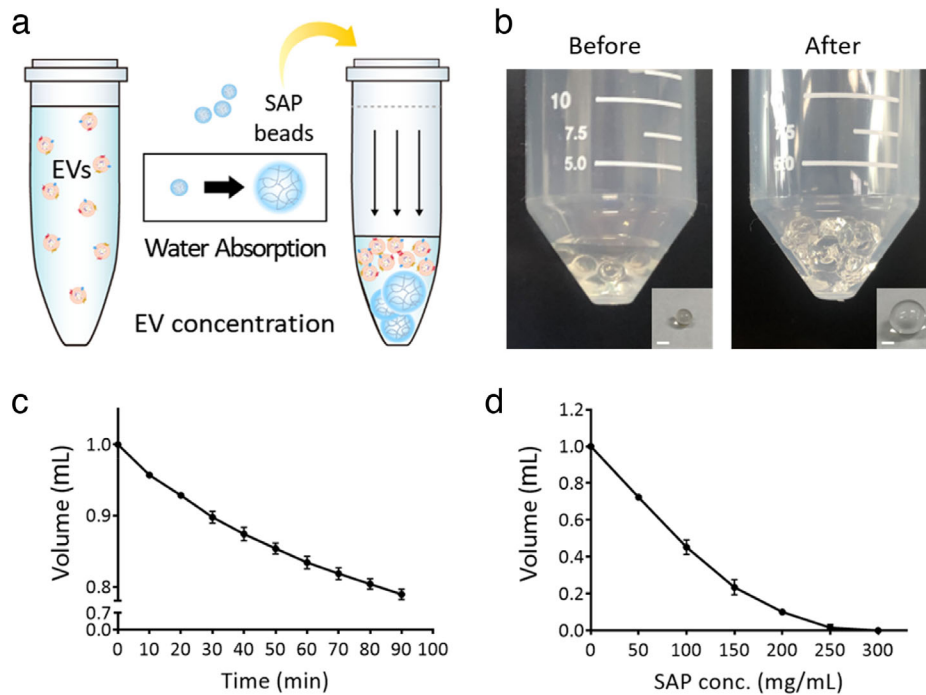 a
EVs
SAP
beads
Water Absorption
EV concentration
b
Before
After
10
7.5
5.0
10
7.5
5.0
c
Volume (mL)
1.0
0.9
0.8
0.7
0.0
0 10 20 30 40 50 60 70 80 90 100
Time (min)
d
Volume (mL)
1.2
1.0
0.8
0.6
0.4
0.2
0.0
0 50 100 150 200 250 300
SAP conc. (mg/mL)